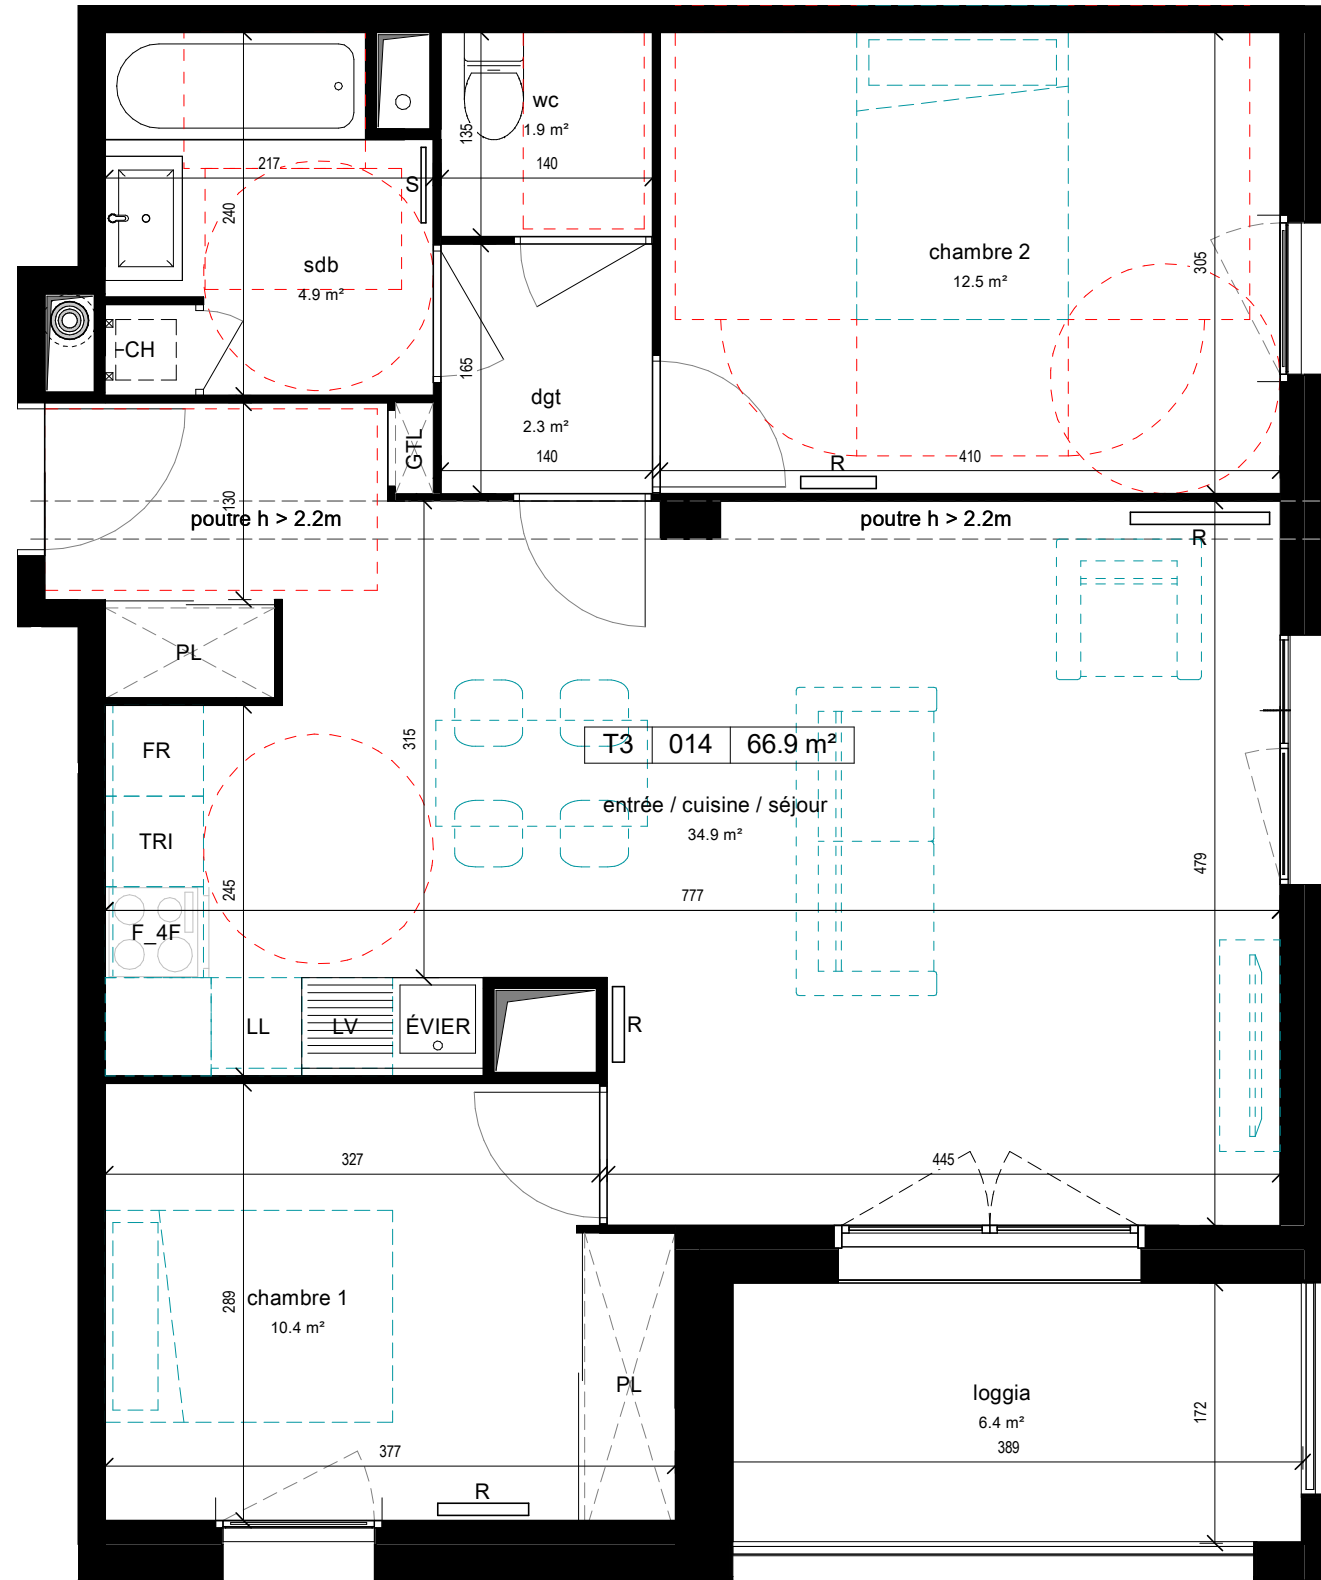 wc
1.9 m²
135
140
217
S
240
sdb
4.9 m²
CH
chambre 2
12.5 m²
305
165
dgt
2.3 m²
140
GTL
R
410
130
poutre h > 2.2m
poutre h > 2.2m
R
PL
FR
TRI
F_4F
245
315
T3 014 66.9 m²
entrée / cuisine / séjour
34.9 m²
777
479
LL
LV
ÉVIER
R
327
445
289
chambre 1
10.4 m²
PL
377
R
loggia
6.4 m²
389
172